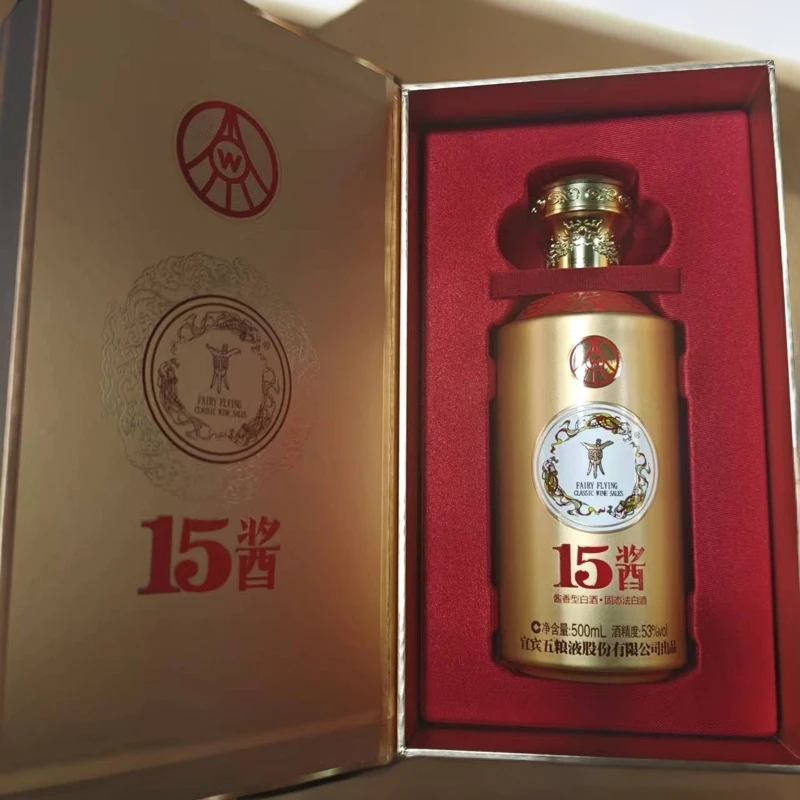 W
®
FAIRY FLYING
CLASSIC WINE SALES
15酱
W
®
FAIRY FLYING
CLASSIC WINE SALES
15酱
酱香型白酒·固态法白酒
C净含量:500mL 酒精度:53%vol
宜宾五粮液股份有限公司出品